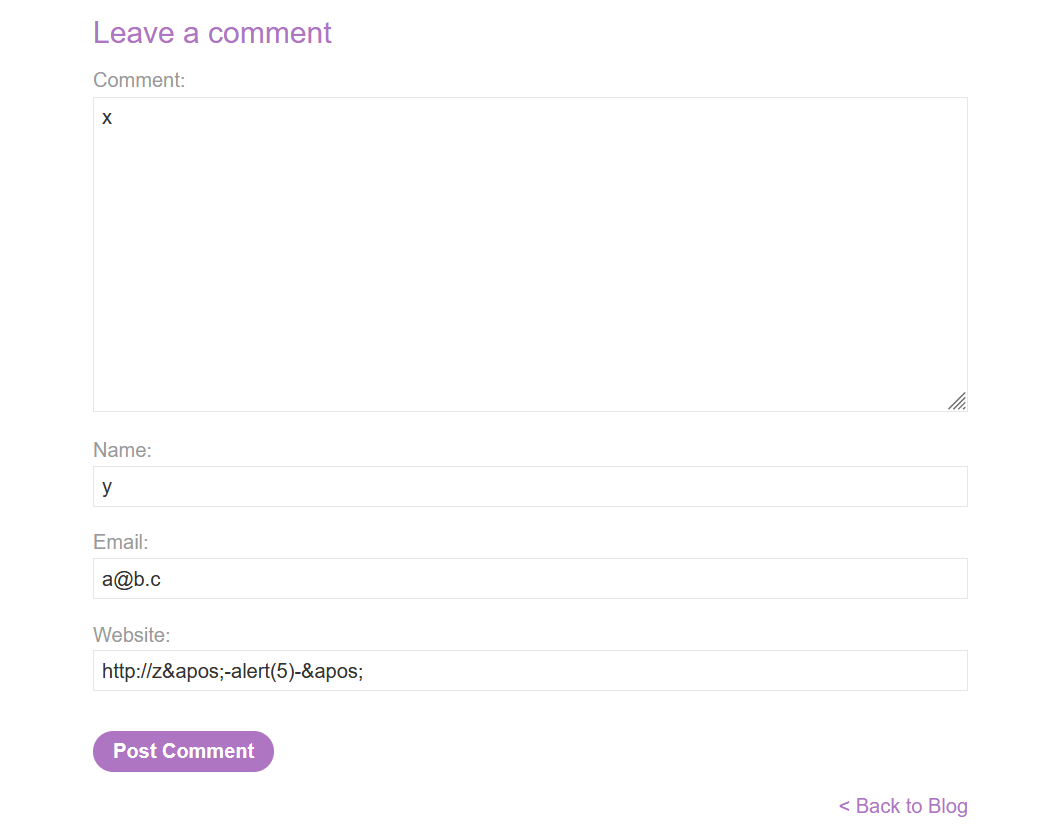 Leave a comment
Comment:
x
Name:
y
Email:
a@b.c
Website:
http://z&apos;-alert(5)-&apos;
Post Comment
< Back to Blog